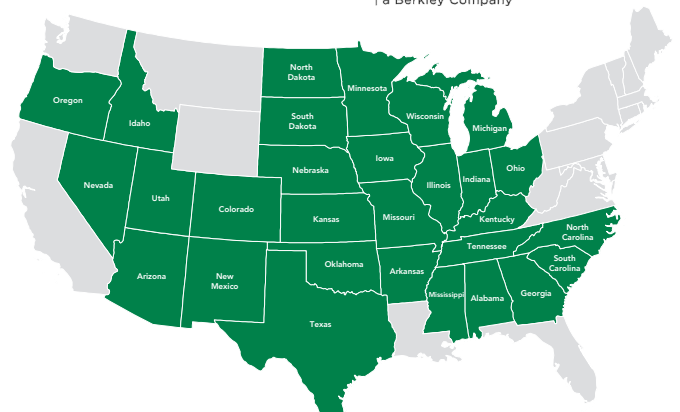 a Berkley Company
North
Dakota
Minnesota
Oregon
Idaho
South
Dakota
Wisconsin
Michigan
Iowa
Nebraska
Ohio
Nevada
Utah
Colorado
Illinois
Indiana
Kansas
Missouri
Kentucky
North
Carolina
Tennessee
South
Carolina
Oklahoma
Arkansas
Arizona
New
Mexico
Mississippi
Alabama
Georgia
Texas